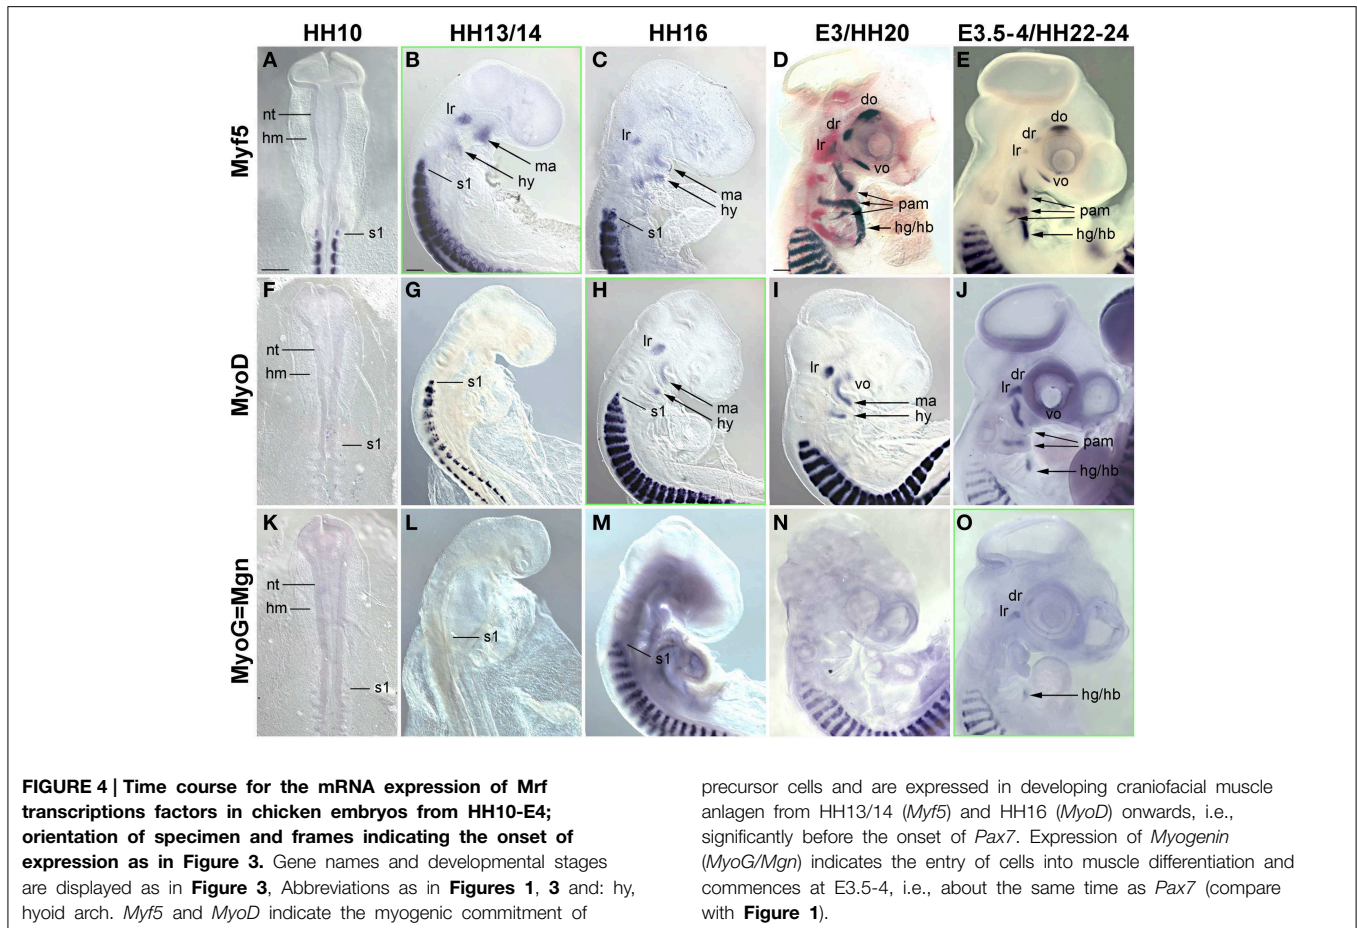 HH10 HH13/14 HH16 E3/HH20 E3.5-4/HH22-24
Myf5
A
nt
hm
s1
B
lr
ma
hy
s1
C
lr
ma
hy
s1
D
do
dr
lr
vo
pam
hg/hb
E
do
dr
lr
vo
pam
hg/hb
MyoD
F
nt
hm
s1
G
s1
H
lr
ma
hy
s1
I
lr
vo
ma
hy
J
dr
lr
vo
pam
hg/hb
MyoG=Mgn
K
nt
hm
s1
L
s1
M
s1
N
O
dr
lr
hg/hb
FIGURE 4 | Time course for the mRNA expression of Mrf
transcriptions factors in chicken embryos from HH10-E4;
orientation of specimen and frames indicating the onset of
expression as in Figure 3. Gene names and developmental stages
are displayed as in Figure 3, Abbreviations as in Figures 1, 3 and: hy,
hyoid arch. Myf5 and MyoD indicate the myogenic commitment of
precursor cells and are expressed in developing craniofacial muscle
anlagen from HH13/14 (Myf5) and HH16 (MyoD) onwards, i.e.,
significantly before the onset of Pax7. Expression of Myogenin
(MyoG/Mgn) indicates the entry of cells into muscle differentiation and
commences at E3.5-4, i.e., about the same time as Pax7 (compare
with Figure 1).